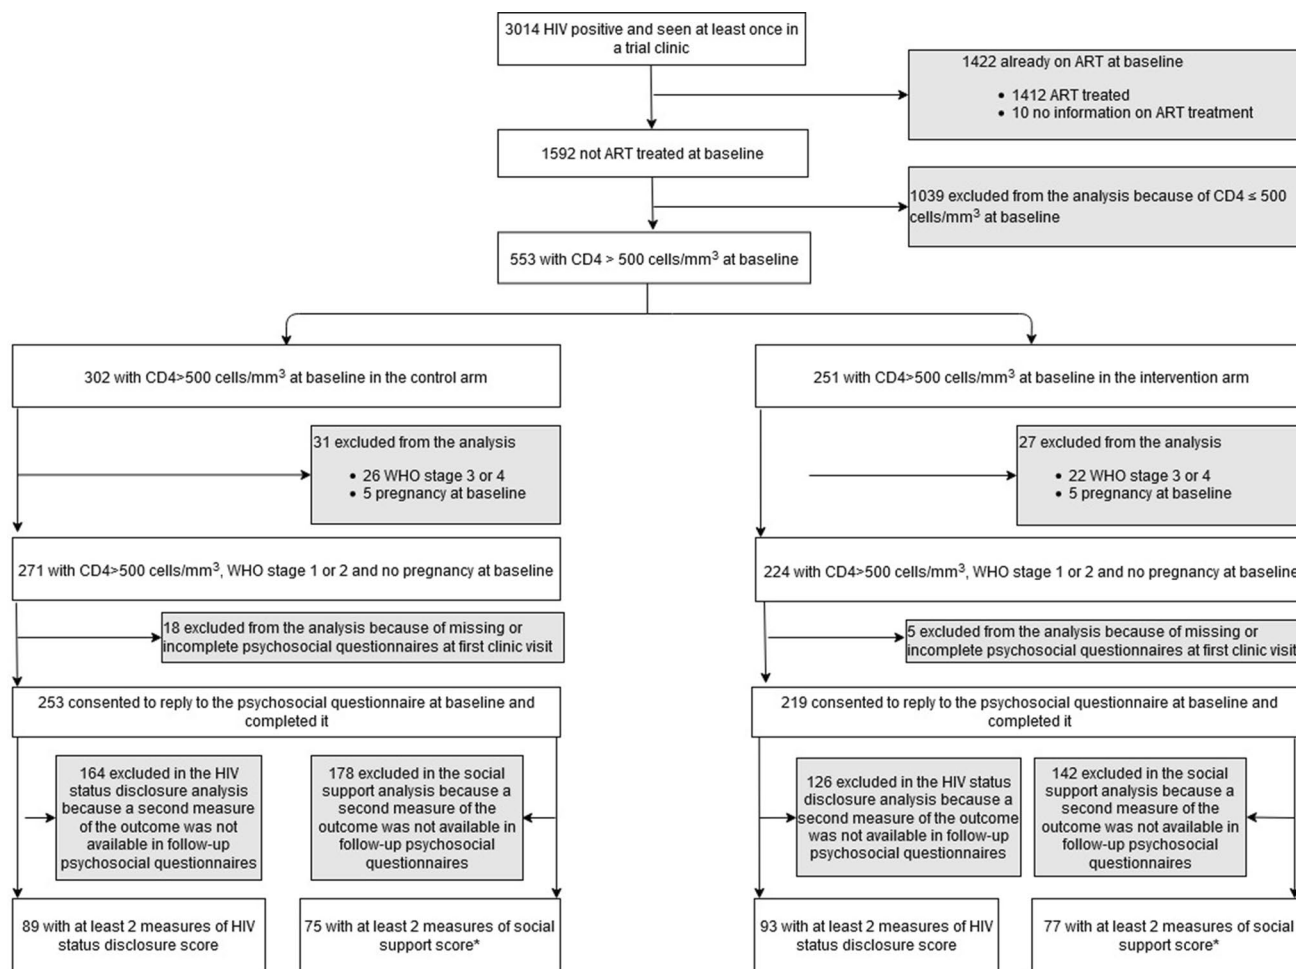 3014 HIV positive and seen at least once in
a trial clinic
1422 already on ART at baseline
• 1412 ART treated
• 10 no information on ART treatment
1592 not ART treated at baseline
1039 excluded from the analysis because of CD4 ≤ 500
cells/mm³ at baseline
553 with CD4 > 500 cells/mm³ at baseline
302 with CD4>500 cells/mm³ at baseline in the control arm
251 with CD4>500 cells/mm³ at baseline in the intervention arm
31 excluded from the analysis
• 26 WHO stage 3 or 4
• 5 pregnancy at baseline
27 excluded from the analysis
• 22 WHO stage 3 or 4
• 5 pregnancy at baseline
271 with CD4>500 cells/mm³, WHO stage 1 or 2 and no pregnancy at baseline
224 with CD4>500 cells/mm³, WHO stage 1 or 2 and no pregnancy at baseline
18 excluded from the analysis because of missing or
incomplete psychosocial questionnaires at first clinic visit
5 excluded from the analysis because of missing or
incomplete psychosocial questionnaires at first clinic visit
253 consented to reply to the psychosocial questionnaire at baseline and
completed it
219 consented to reply to the psychosocial questionnaire at baseline and
completed it
164 excluded in the HIV
status disclosure analysis
because a second measure
of the outcome was not
available in follow-up
psychosocial questionnaires
178 excluded in the social
support analysis because a
second measure of the
outcome was not available in
follow-up psychosocial
questionnaires
126 excluded in the HIV status
disclosure analysis because a
second measure of the outcome
was not available in follow-up
psychosocial questionnaires
142 excluded in the social
support analysis because a
second measure of the
outcome was not available in
follow-up psychosocial
questionnaires
89 with at least 2 measures of HIV
status disclosure score
75 with at least 2 measures of social
support score*
93 with at least 2 measures of HIV
status disclosure score
77 with at least 2 measures of social
support score*